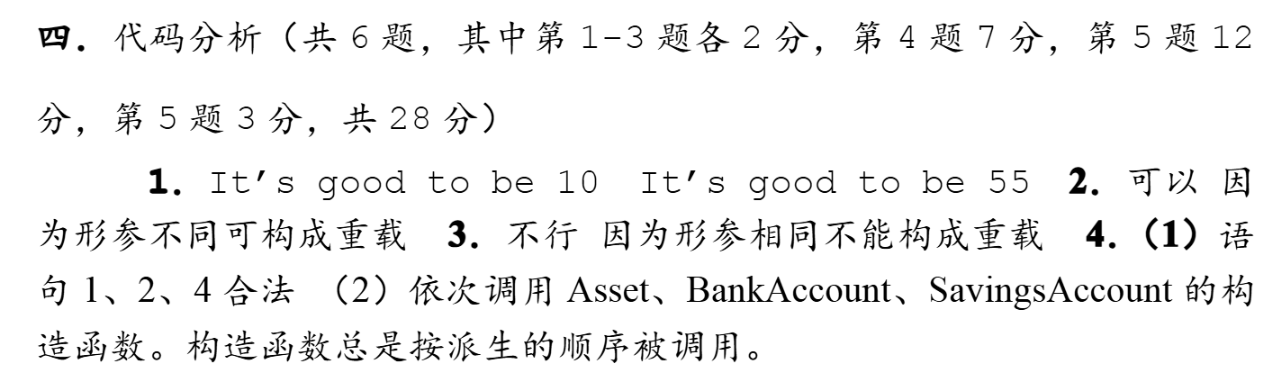 四．代码分析（共 6 题，其中第 1-3 题各 2 分，第 4 题 7 分，第 5 题 12
分，第 5 题 3 分，共 28 分）
1. It's good to be 10  It's good to be 55  2. 可以 因
为形参不同可构成重载  3. 不行 因为形参相同不能构成重载  4.（1）语
句 1、2、4 合法 （2）依次调用 Asset、BankAccount、SavingsAccount 的构
造函数。构造函数总是按派生的顺序被调用。